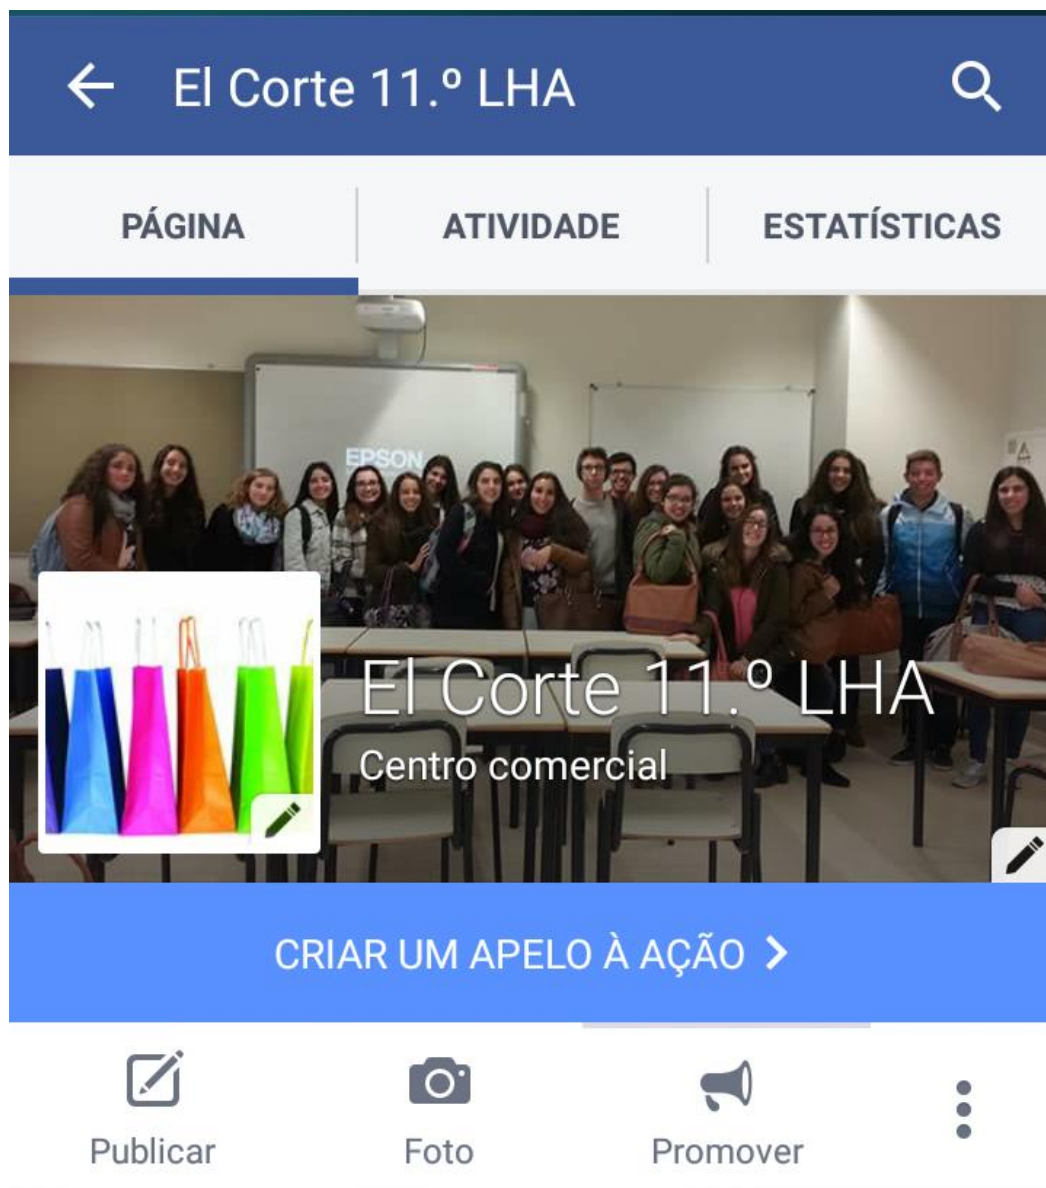 El Corte 11.º LHA
PÁGINA ATIVIDADE ESTATÍSTICAS
EPSON
El Corte 11.º LHA
Centro comercial
CRIAR UM APELO À AÇÃO
Publicar Foto Promover